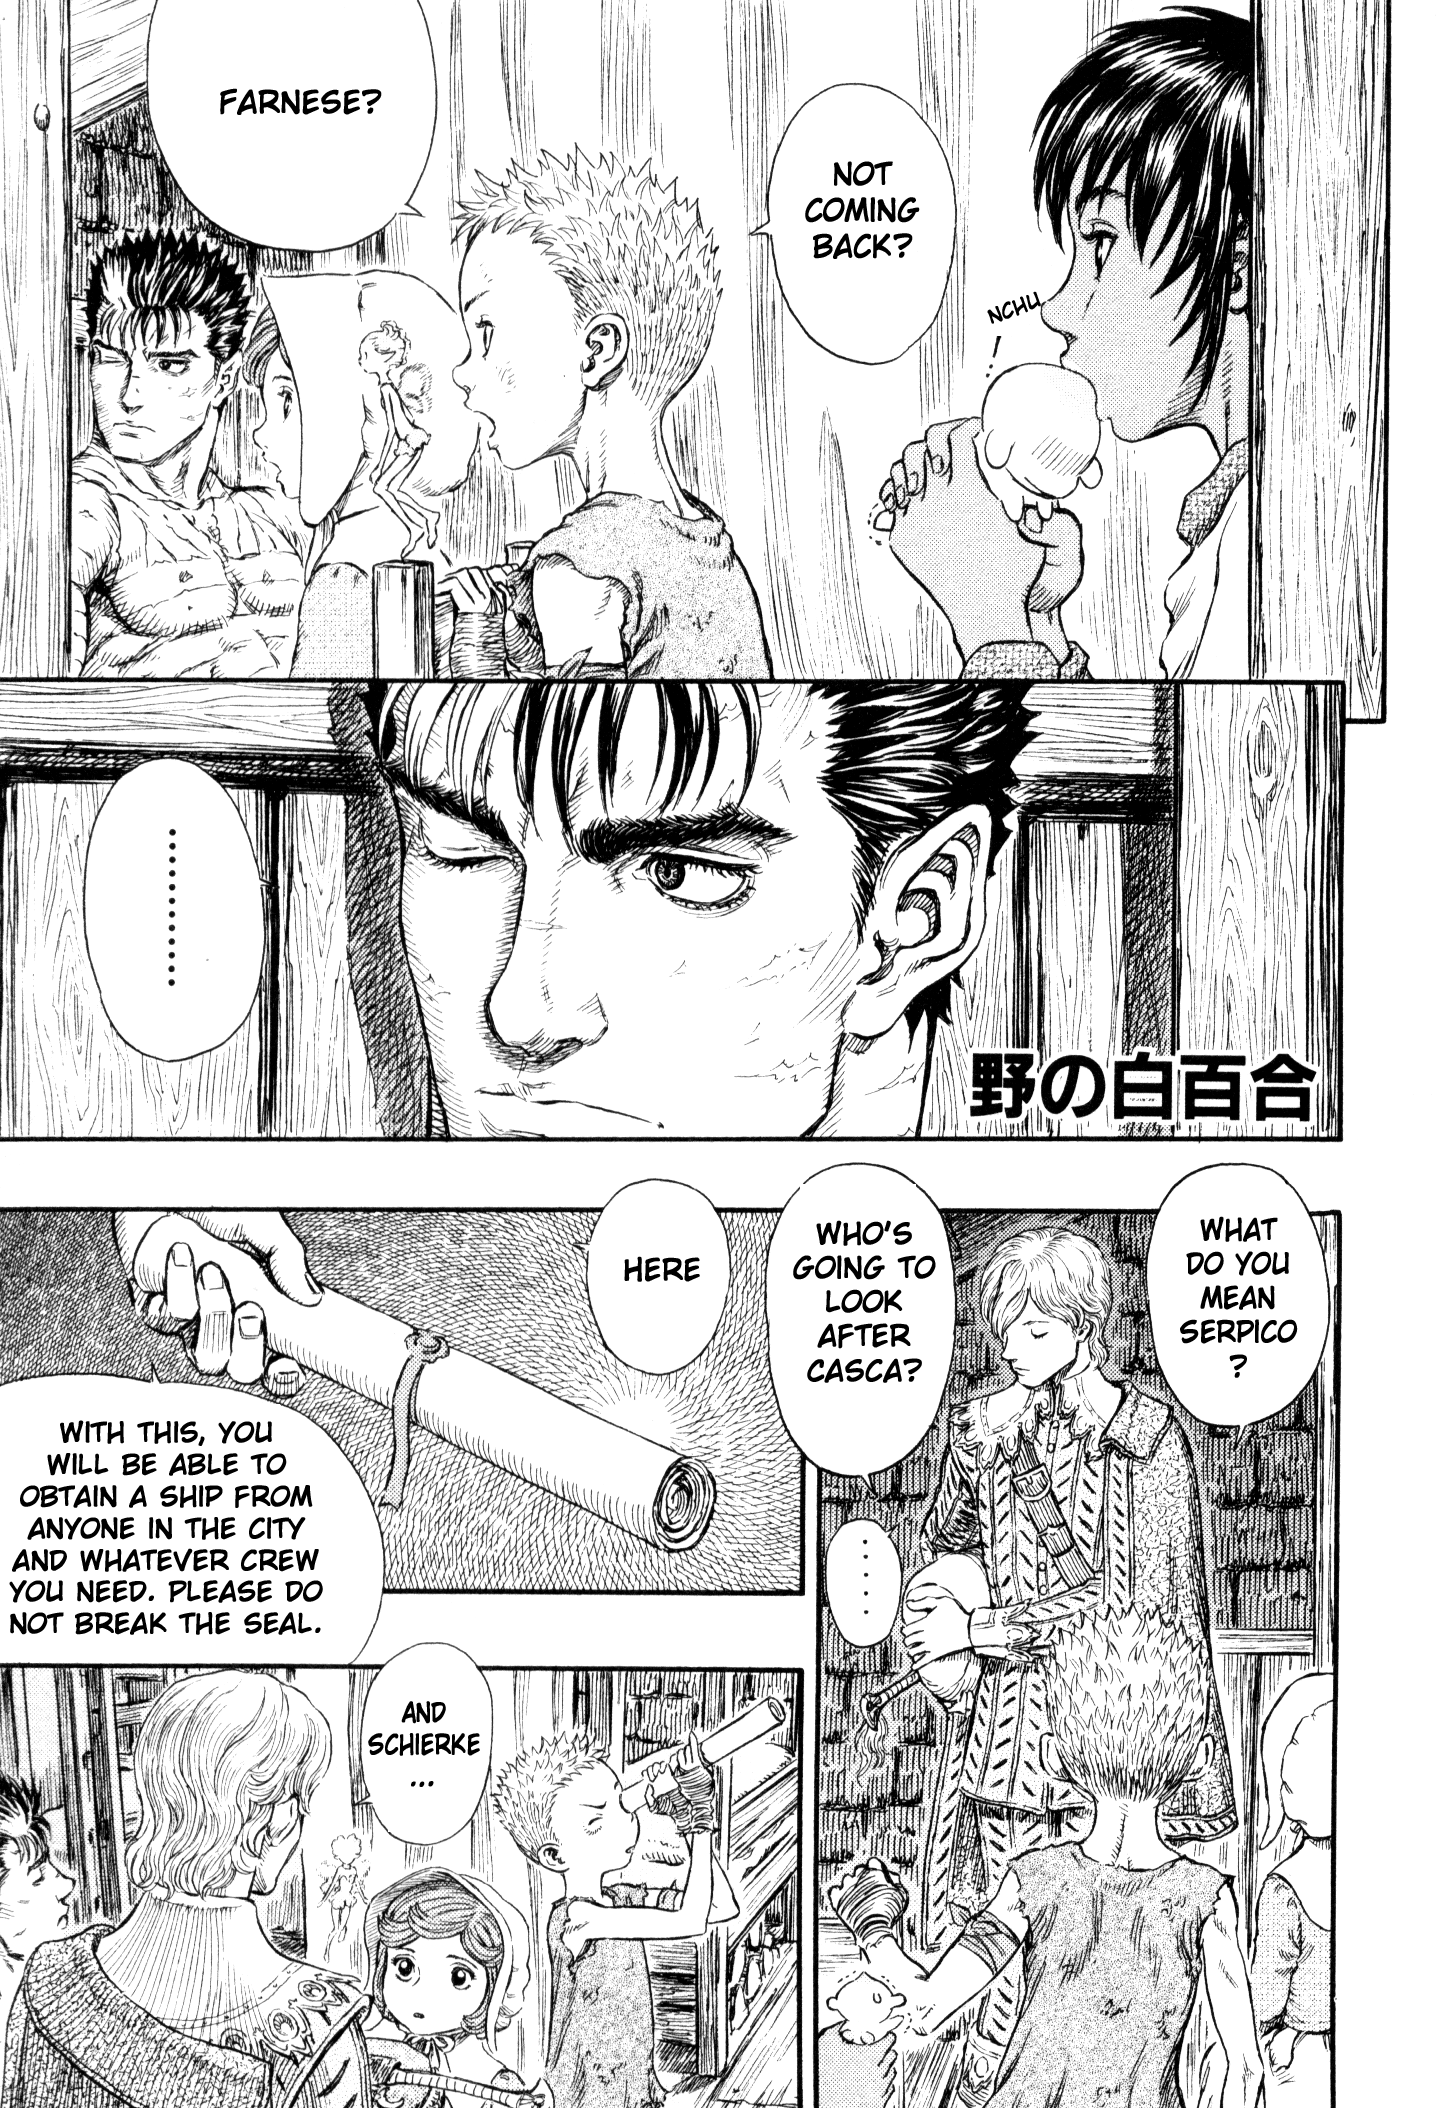 NOT
COMING
BACK?
FARNESE?
NCHU
..........
野の白百合
WHAT
DO YOU
MEAN
SERPICO
?
WHO'S
GOING TO
LOOK
AFTER
CASCA?
.....
HERE
WITH THIS, YOU
WILL BE ABLE TO
OBTAIN A SHIP FROM
ANYONE IN THE CITY
AND WHATEVER CREW
YOU NEED. PLEASE DO
NOT BREAK THE SEAL.
AND
SCHIERKE
...